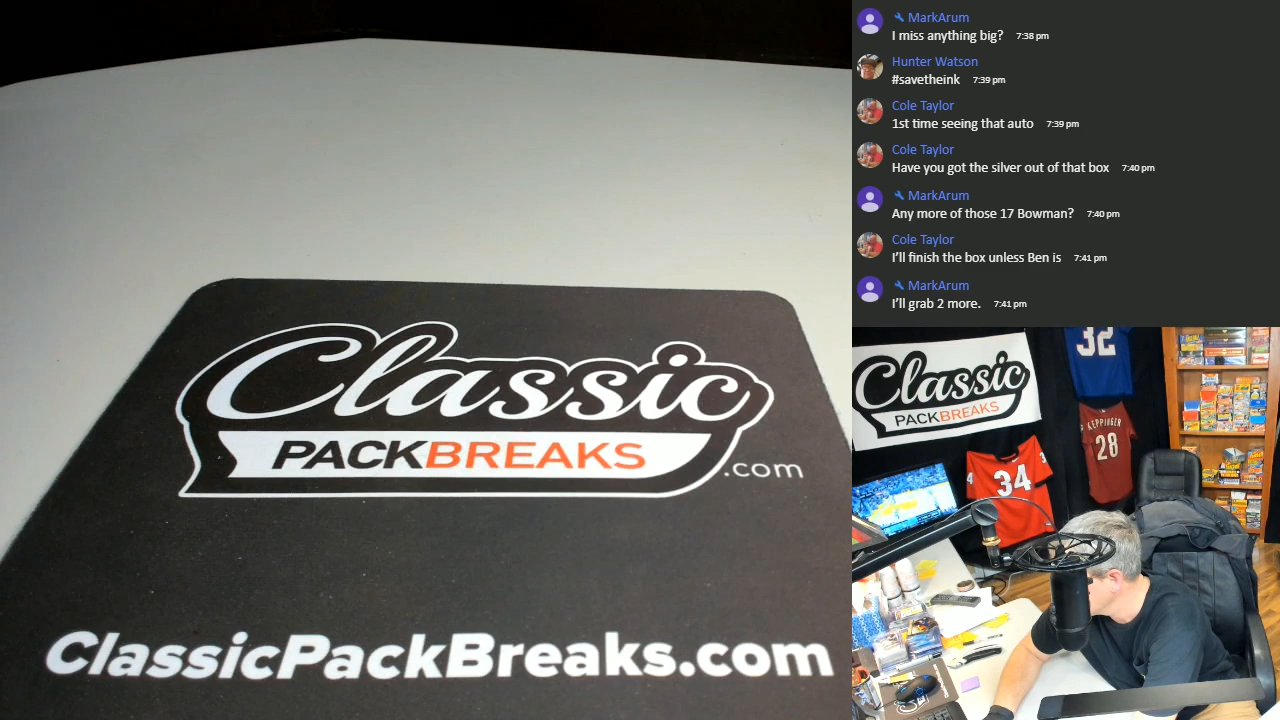 Classic
PACKBREAKS
.com
ClassicPackBreaks.com
MarkArum
I miss anything big? 7:38 pm
Hunter Watson
#savetheink 7:39 pm
Cole Taylor
1st time seeing that auto 7:39 pm
Cole Taylor
Have you got the silver out of that box 7:40 pm
MarkArum
Any more of those 17 Bowman? 7:40 pm
Cole Taylor
I'll finish the box unless Ben is 7:41 pm
MarkArum
I'll grab 2 more. 7:41 pm
Classic
PACKBREAKS
32
KEPPINGER
28
34